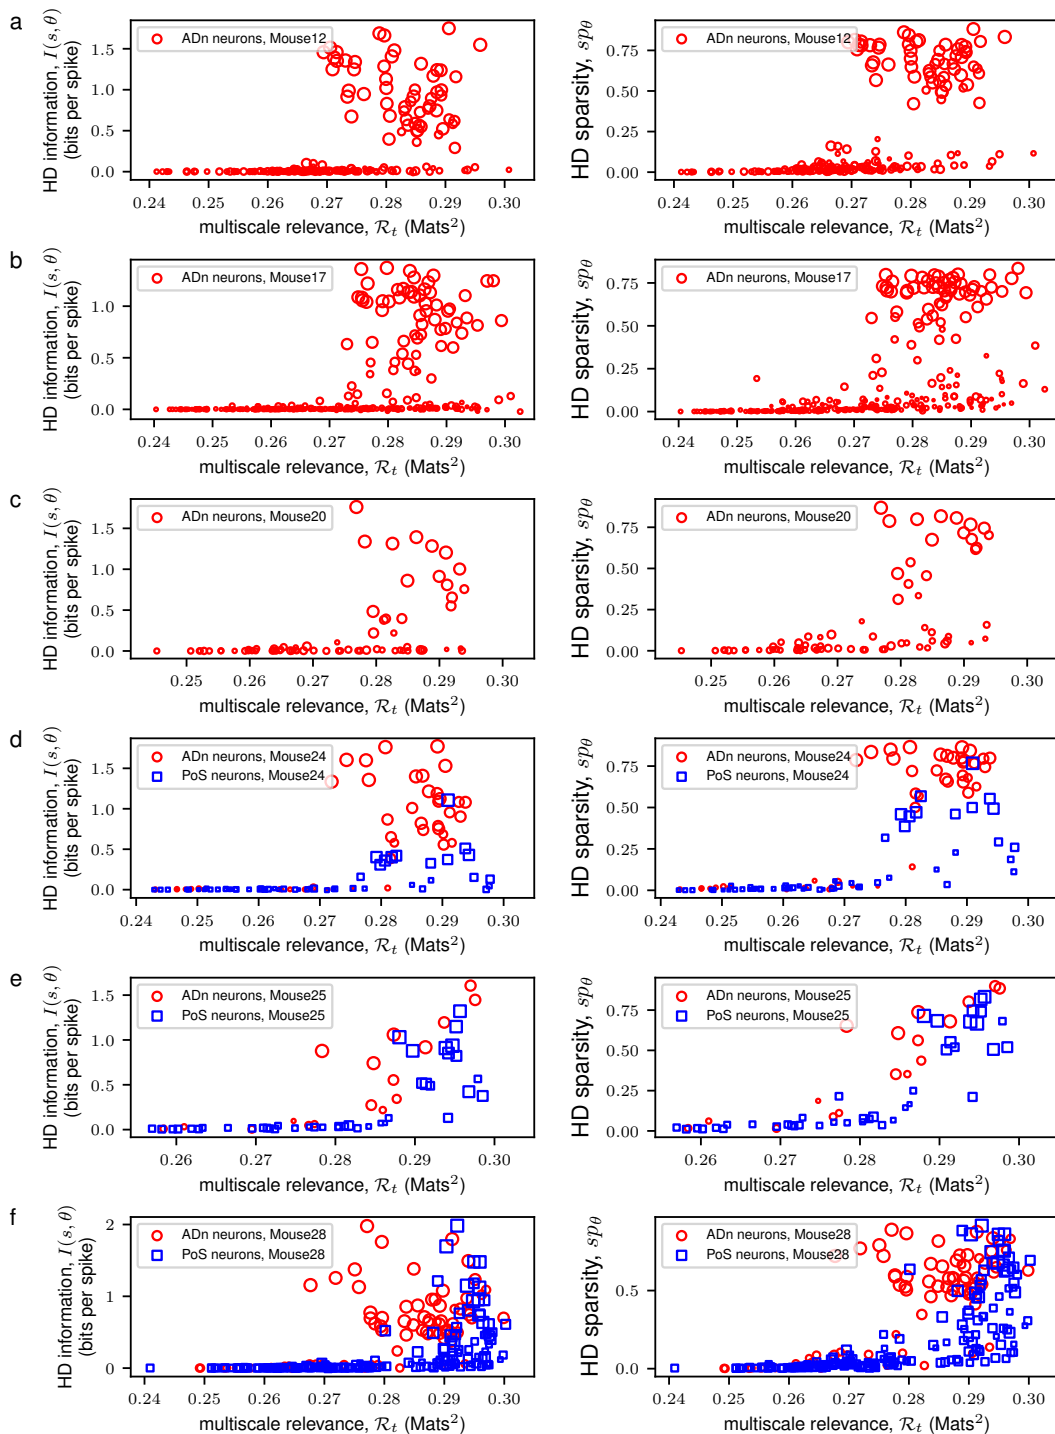 a
HD information, I(s, θ)
(bits per spike)
1.5
1.0
0.5
0.0
ADn neurons, Mouse12
0.24 0.25 0.26 0.27 0.28 0.29 0.30
multiscale relevance, ℛt (Mats²)
HD sparsity, spθ
0.75
0.50
0.25
0.00
ADn neurons, Mouse12
0.24 0.25 0.26 0.27 0.28 0.29 0.30
multiscale relevance, ℛt (Mats²)
b
HD information, I(s, θ)
(bits per spike)
1.0
0.5
0.0
ADn neurons, Mouse17
0.24 0.25 0.26 0.27 0.28 0.29 0.30
multiscale relevance, ℛt (Mats²)
HD sparsity, spθ
0.75
0.50
0.25
0.00
ADn neurons, Mouse17
0.24 0.25 0.26 0.27 0.28 0.29 0.30
multiscale relevance, ℛt (Mats²)
c
HD information, I(s, θ)
(bits per spike)
1.5
1.0
0.5
0.0
ADn neurons, Mouse20
0.25 0.26 0.27 0.28 0.29 0.30
multiscale relevance, ℛt (Mats²)
HD sparsity, spθ
0.75
0.50
0.25
0.00
ADn neurons, Mouse20
0.25 0.26 0.27 0.28 0.29 0.30
multiscale relevance, ℛt (Mats²)
d
HD information, I(s, θ)
(bits per spike)
1.5
1.0
0.5
0.0
ADn neurons, Mouse24
PoS neurons, Mouse24
0.24 0.25 0.26 0.27 0.28 0.29 0.30
multiscale relevance, ℛt (Mats²)
HD sparsity, spθ
0.75
0.50
0.25
0.00
ADn neurons, Mouse24
PoS neurons, Mouse24
0.24 0.25 0.26 0.27 0.28 0.29 0.30
multiscale relevance, ℛt (Mats²)
e
HD information, I(s, θ)
(bits per spike)
1.5
1.0
0.5
0.0
ADn neurons, Mouse25
PoS neurons, Mouse25
0.26 0.27 0.28 0.29 0.30
multiscale relevance, ℛt (Mats²)
HD sparsity, spθ
0.75
0.50
0.25
0.00
ADn neurons, Mouse25
PoS neurons, Mouse25
0.26 0.27 0.28 0.29 0.30
multiscale relevance, ℛt (Mats²)
f
HD information, I(s, θ)
(bits per spike)
2
1
0
ADn neurons, Mouse28
PoS neurons, Mouse28
0.24 0.25 0.26 0.27 0.28 0.29 0.30
multiscale relevance, ℛt (Mats²)
HD sparsity, spθ
0.5
0.0
ADn neurons, Mouse28
PoS neurons, Mouse28
0.24 0.25 0.26 0.27 0.28 0.29 0.30
multiscale relevance, ℛt (Mats²)